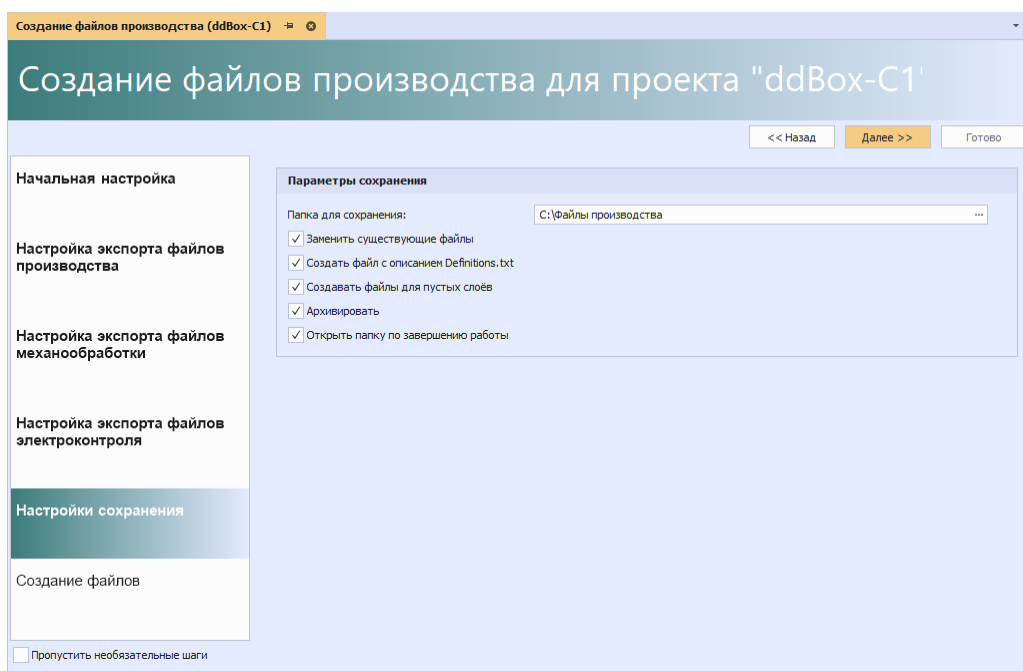 Создание файлов производства (ddBox-C1)
Создание файлов производства для проекта "ddBox-C1"
<< Назад
Далее >>
Готово
Начальная настройка
Настройка экспорта файлов
производства
Настройка экспорта файлов
механообработки
Настройка экспорта файлов
электроконтроля
Настройки сохранения
Создание файлов
Пропустить необязательные шаги
Параметры сохранения
Папка для сохранения:
C:\Файлы производства
...
Заменить существующие файлы
Создать файл с описанием Definitions.txt
Создавать файлы для пустых слоёв
Архивировать
Открыть папку по завершению работы